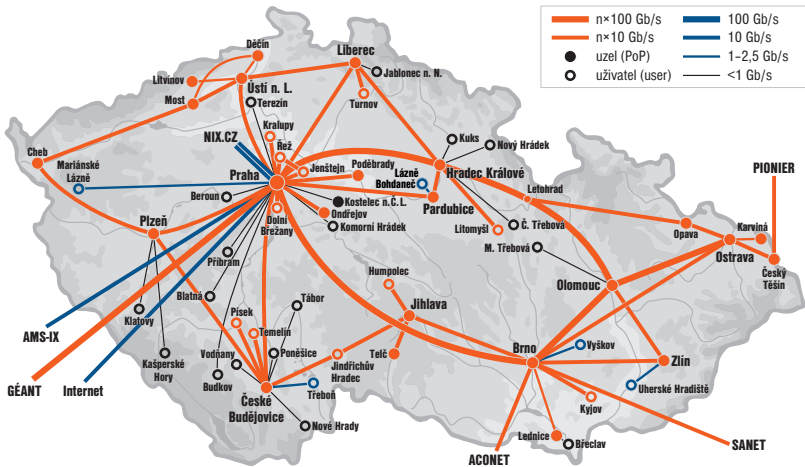 n×100 Gb/s
n×10 Gb/s
uzel (PoP)
uživatel (user)
100 Gb/s
10 Gb/s
1–2,5 Gb/s
<1 Gb/s
Děčín
Liberec
Litvínov
Jablonec n. N.
Ústí n. L.
Most
Terezín
Turnov
Kralupy
NIX.CZ
Řež
Kuks
Nový Hrádek
Cheb
Mariánské
Lázně
Jenštejn
Poděbrady
Lázně
Bohdaneč
Hradec Králové
Praha
PIONIER
Letohrad
Beroun
Kostelec n.Č.L.
Pardubice
Ondřejov
Dolní
Břežany
Komorní Hrádek
Č. Třebová
Litomyšl
Plzeň
Opava
Karviná
M. Třebová
Ostrava
Příbram
Český
Těšín
Humpolec
Olomouc
Blatná
Tábor
Jihlava
Klatovy
Písek
AMS-IX
Temelín
Vyškov
Brno
Zlín
Vodňany
Poněšice
Telč
Kašperské
Hory
Jindřichův
Hradec
Budkov
GÉANT
Internet
České
Budějovice
Třeboň
Uherské Hradiště
Kyjov
Nové Hrady
Lednice
Břeclav
SANET
ACONET